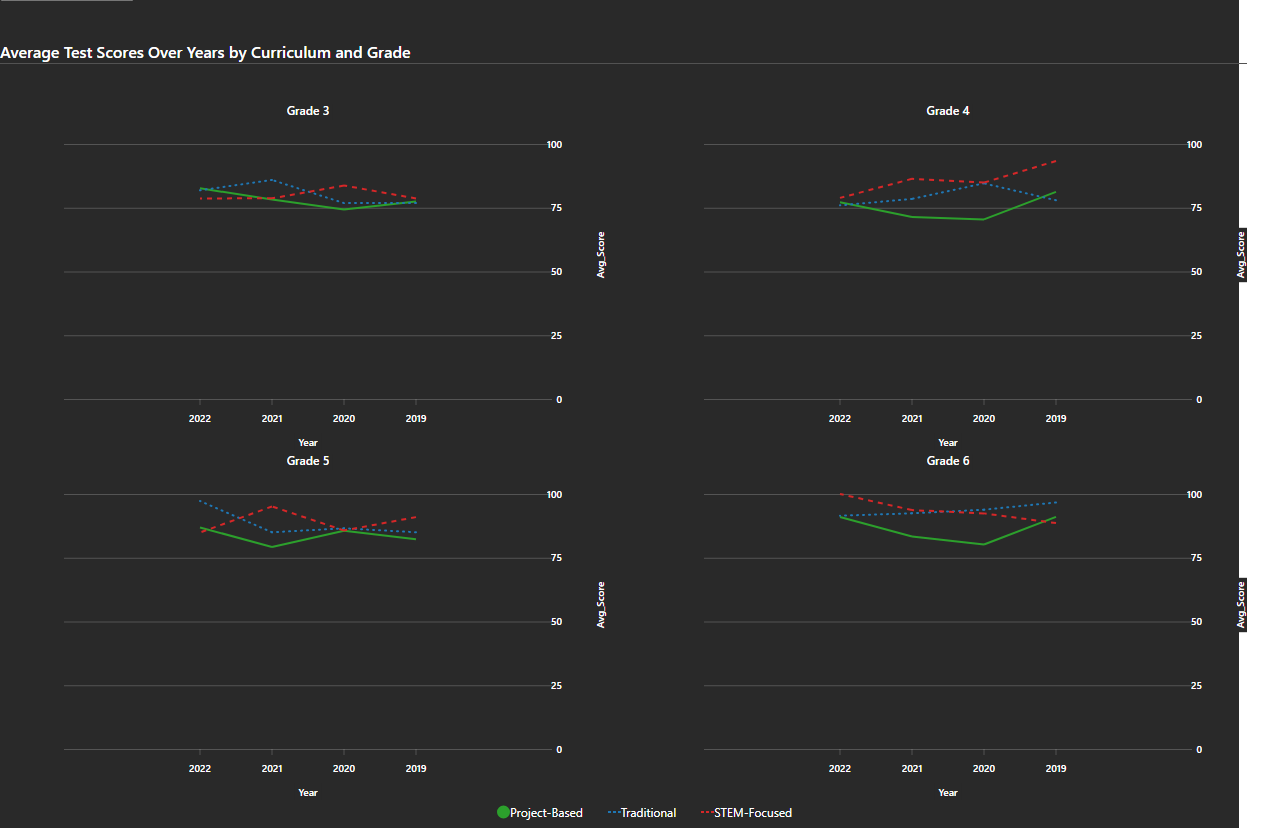 Average Test Scores Over Years by Curriculum and Grade
Grade 3
100
75
50
25
0
Avg_Score
2022 2021 2020 2019
Year
Grade 4
100
75
50
25
0
Avg_Score
2022 2021 2020 2019
Year
Grade 5
100
75
50
25
0
Avg_Score
2022 2021 2020 2019
Year
Grade 6
100
75
50
25
0
Avg_Score
2022 2021 2020 2019
Year
Project-Based Traditional STEM-Focused